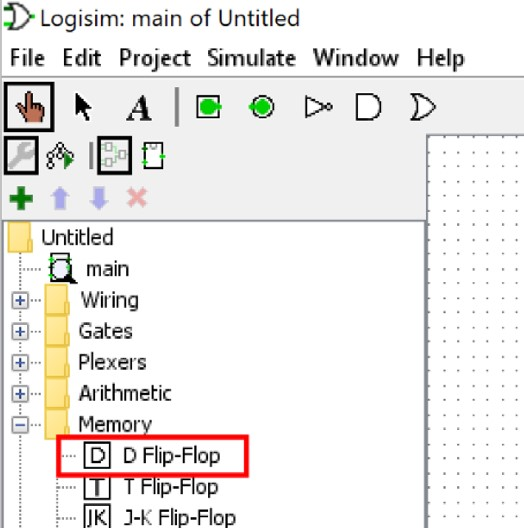 Logisim: main of Untitled
File Edit Project Simulate Window Help
A
Untitled
main
Wiring
Gates
Plexers
Arithmetic
Memory
D D Flip-Flop
T T Flip-Flop
JK J-K Flip-Flop